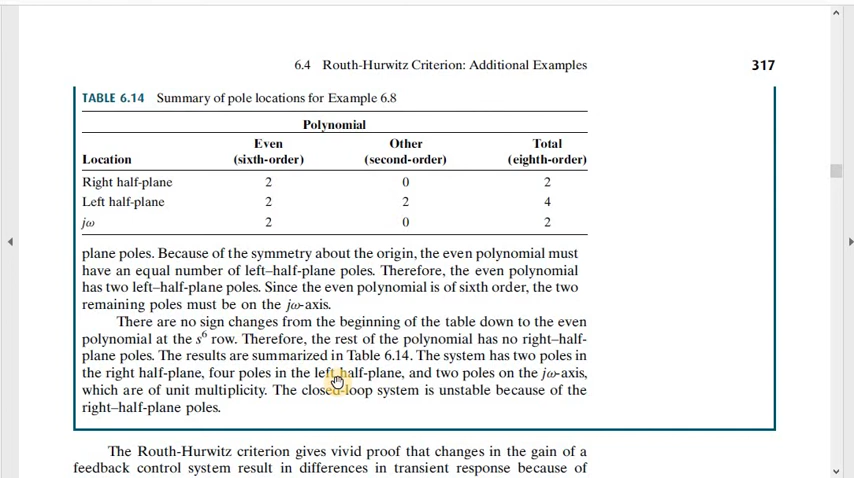 6.4 Routh-Hurwitz Criterion: Additional Examples 317
TABLE 6.14 Summary of pole locations for Example 6.8
Polynomial
Location Even (sixth-order) Other (second-order) Total (eighth-order)
Right half-plane 2 0 2
Left half-plane 2 2 4
jω 2 0 2
plane poles. Because of the symmetry about the origin, the even polynomial must
have an equal number of left–half-plane poles. Therefore, the even polynomial
has two left–half-plane poles. Since the even polynomial is of sixth order, the two
remaining poles must be on the jω-axis.
There are no sign changes from the beginning of the table down to the even
polynomial at the s⁶ row. Therefore, the rest of the polynomial has no right–half-
plane poles. The results are summarized in Table 6.14. The system has two poles in
the right half-plane, four poles in the left half-plane, and two poles on the jω-axis,
which are of unit multiplicity. The closed-loop system is unstable because of the
right–half-plane poles.
The Routh-Hurwitz criterion gives vivid proof that changes in the gain of a
feedback control system result in differences in transient response because of